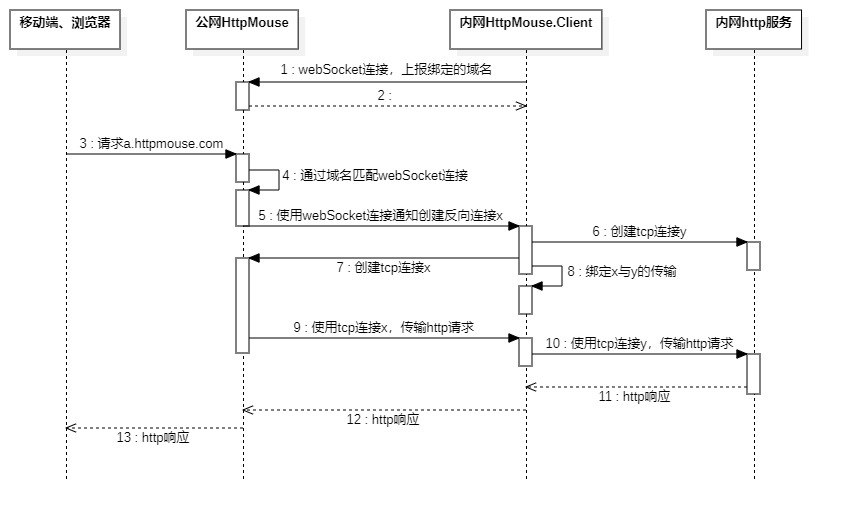 移动端、浏览器
公网HttpMouse
内网HttpMouse.Client
内网http服务
1 : webSocket连接，上报绑定的域名
2 :
3 : 请求a.httpmouse.com
4 : 通过域名匹配webSocket连接
5 : 使用webSocket连接通知创建反向连接x
6 : 创建tcp连接y
7 : 创建tcp连接x
8 : 绑定x与y的传输
9 : 使用tcp连接x，传输http请求
10 : 使用tcp连接y，传输http请求
11 : http响应
12 : http响应
13 : http响应